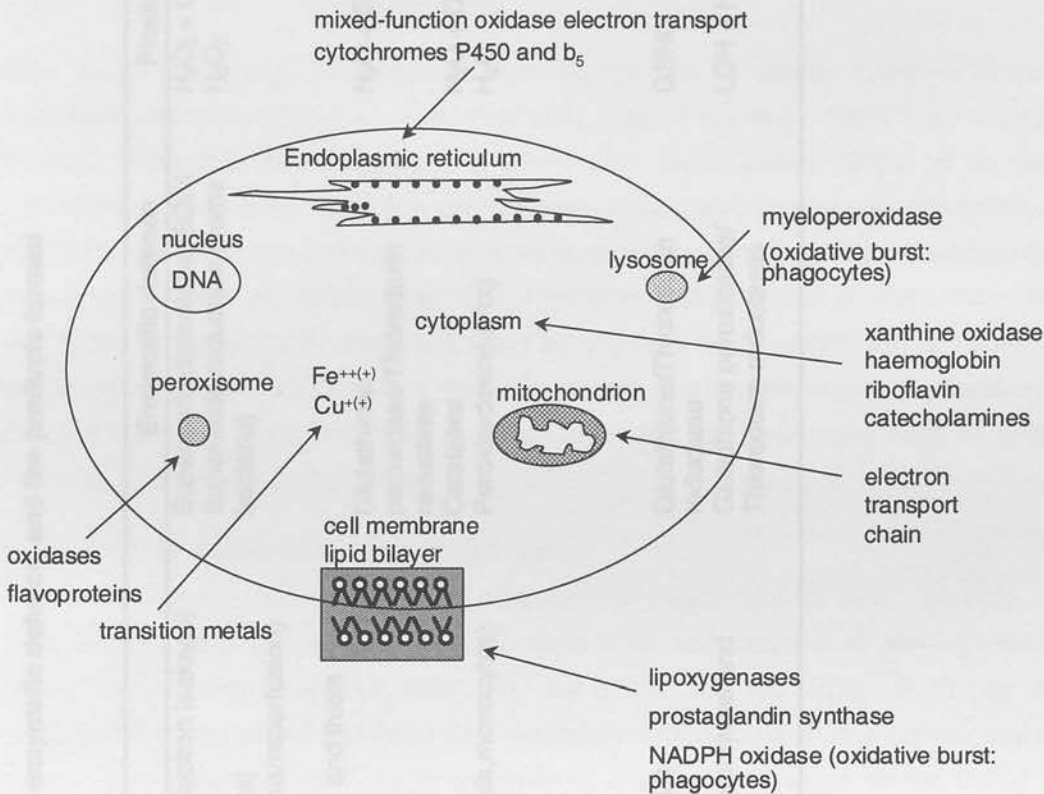 mixed-function oxidase electron transport
cytochromes P450 and b₅
Endoplasmic reticulum
nucleus
DNA
lysosome
myeloperoxidase
(oxidative burst:
phagocytes)
cytoplasm
xanthine oxidase
haemoglobin
riboflavin
catecholamines
peroxisome
Fe⁺⁺⁽⁺⁾
Cu⁺⁽⁺⁾
mitochondrion
electron
transport
chain
cell membrane
lipid bilayer
oxidases
flavoproteins
transition metals
lipoxygenases
prostaglandin synthase
NADPH oxidase (oxidative burst:
phagocytes)